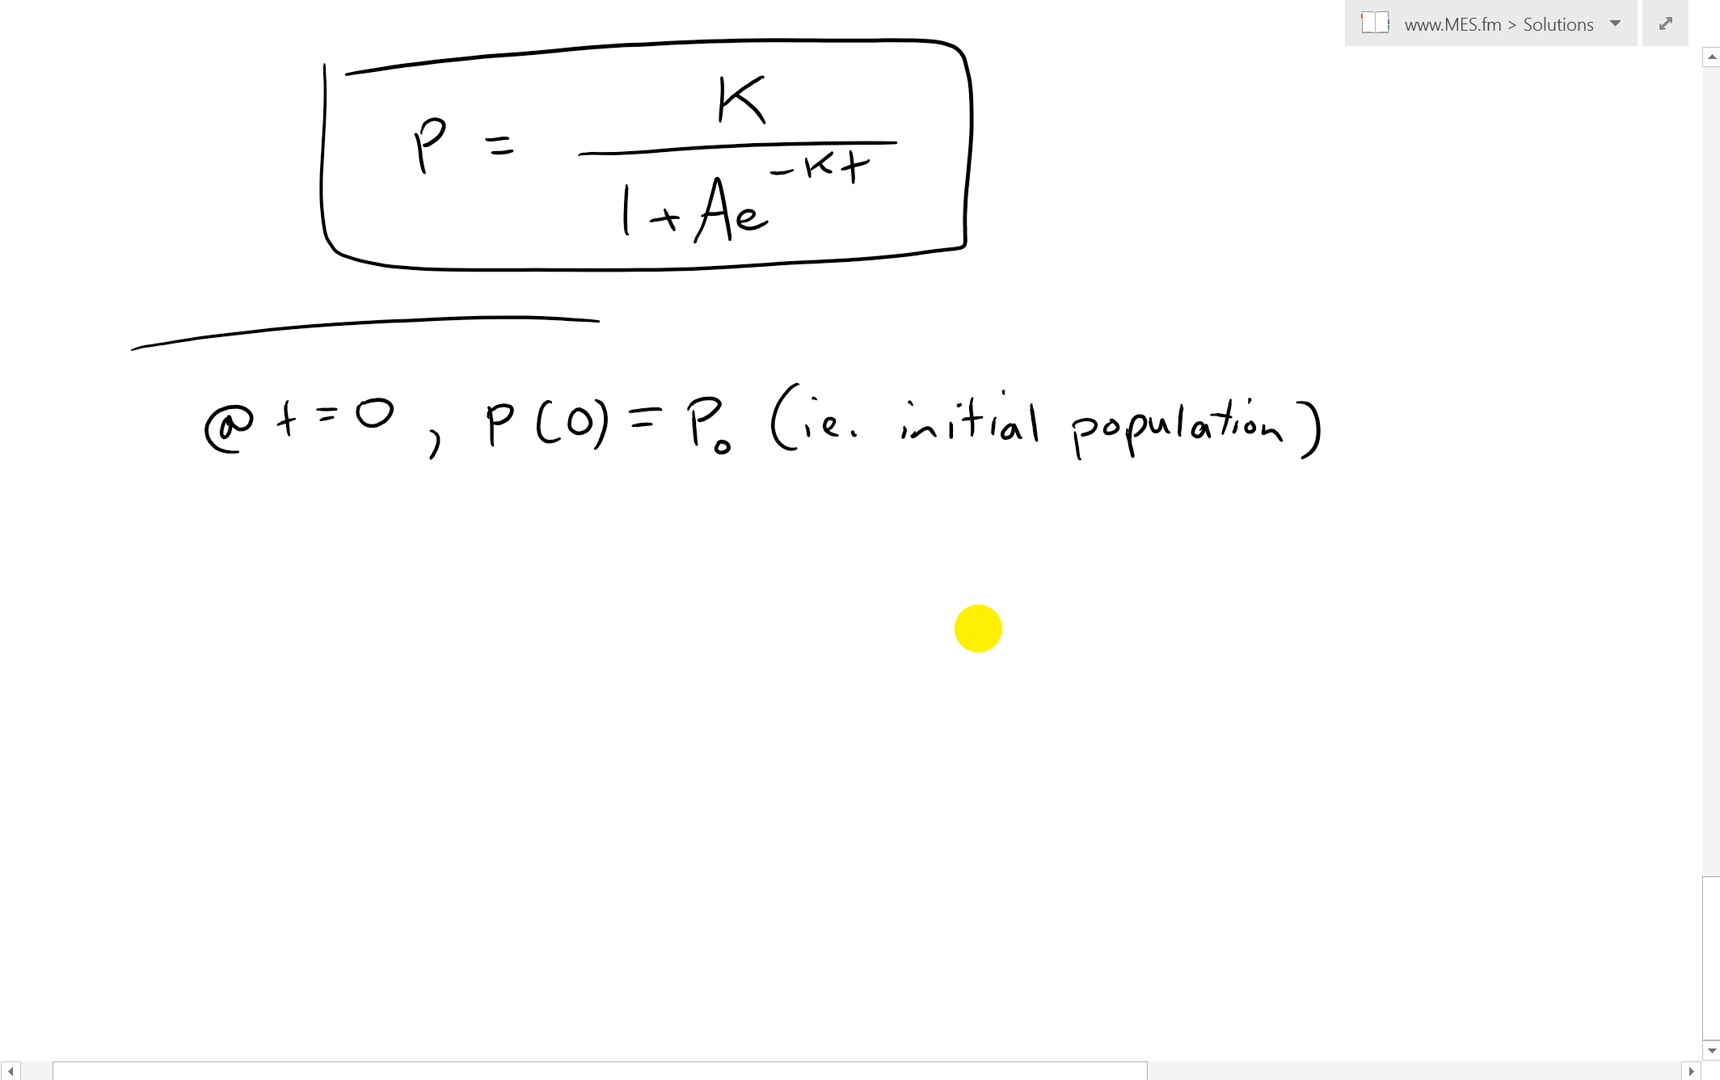 www.MES.fm > Solutions
P = K / (1 + Ae^(-kt))
@ t = 0, P(0) = P₀ (ie. initial population)